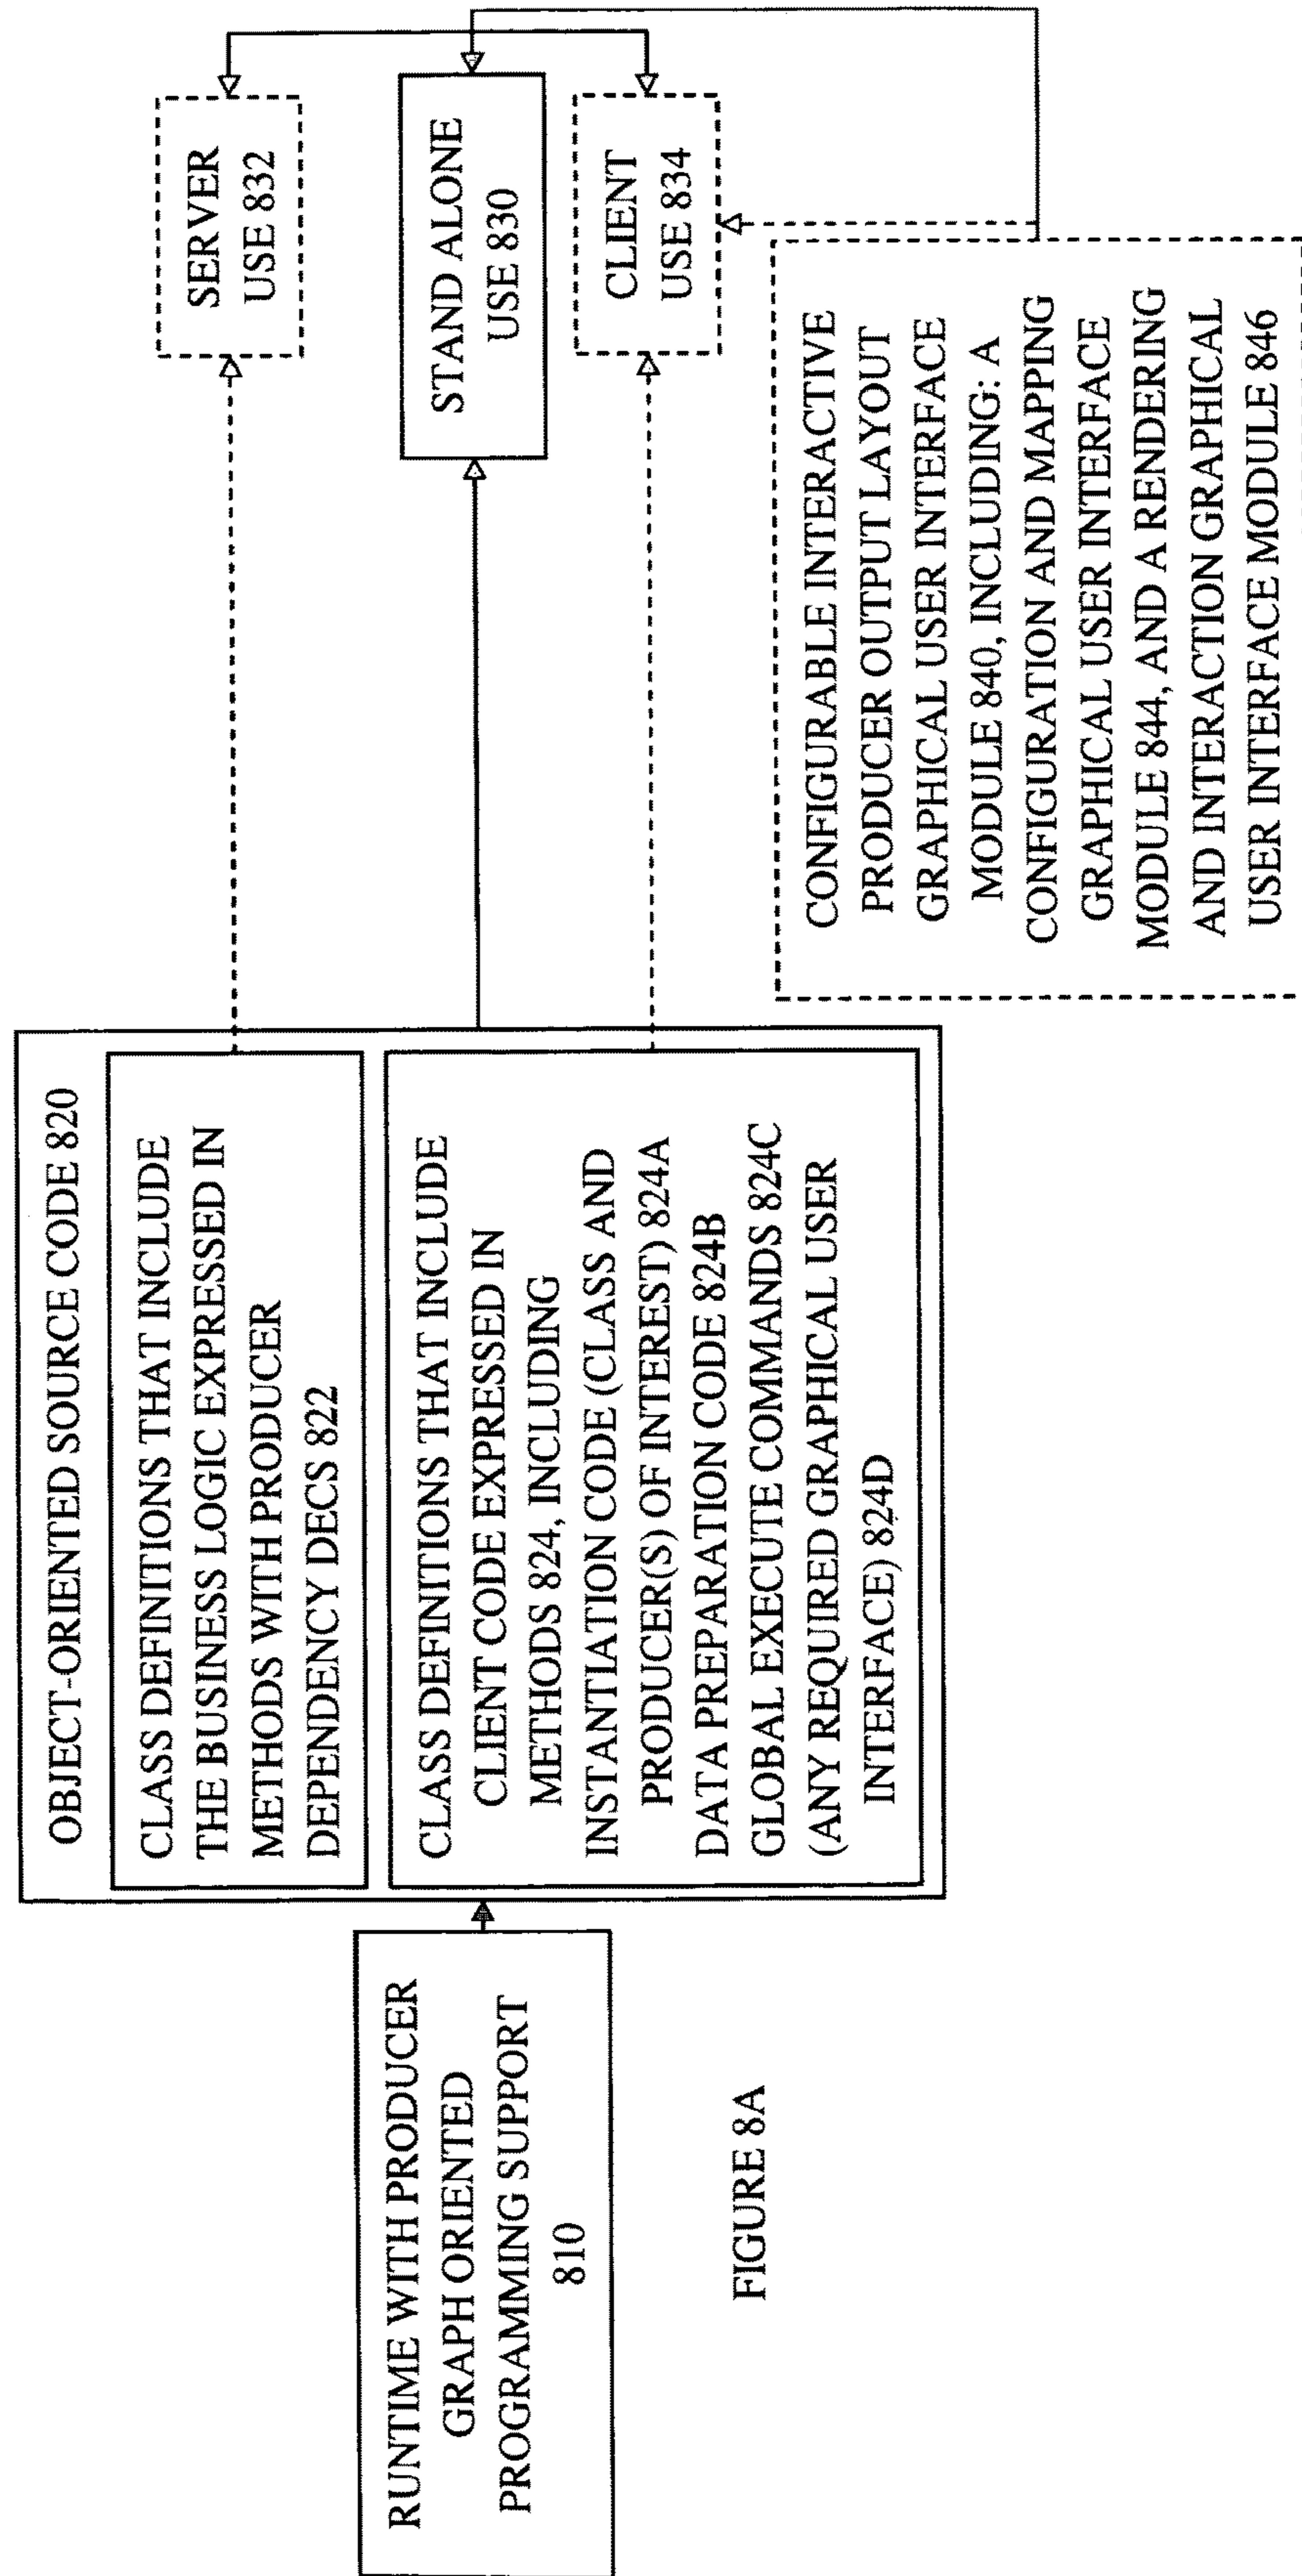 RUNTIME WITH PRODUCER
GRAPH ORIENTED
PROGRAMMING SUPPORT
810
OBJECT-ORIENTED SOURCE CODE 820
CLASS DEFINITIONS THAT INCLUDE
THE BUSINESS LOGIC EXPRESSED IN
METHODS WITH PRODUCER
DEPENDENCY DECS 822
CLASS DEFINITIONS THAT INCLUDE
CLIENT CODE EXPRESSED IN
METHODS 824, INCLUDING
INSTANTIATION CODE (CLASS AND
PRODUCER(S) OF INTEREST) 824A
DATA PREPARATION CODE 824B
GLOBAL EXECUTE COMMANDS 824C
(ANY REQUIRED GRAPHICAL USER
INTERFACE) 824D
SERVER
USE 832
STAND ALONE
USE 830
CLIENT
USE 834
CONFIGURABLE INTERACTIVE
PRODUCER OUTPUT LAYOUT
GRAPHICAL USER INTERFACE
MODULE 840, INCLUDING: A
CONFIGURATION AND MAPPING
GRAPHICAL USER INTERFACE
MODULE 844, AND A RENDERING
AND INTERACTION GRAPHICAL
USER INTERFACE MODULE 846
FIGURE 8A